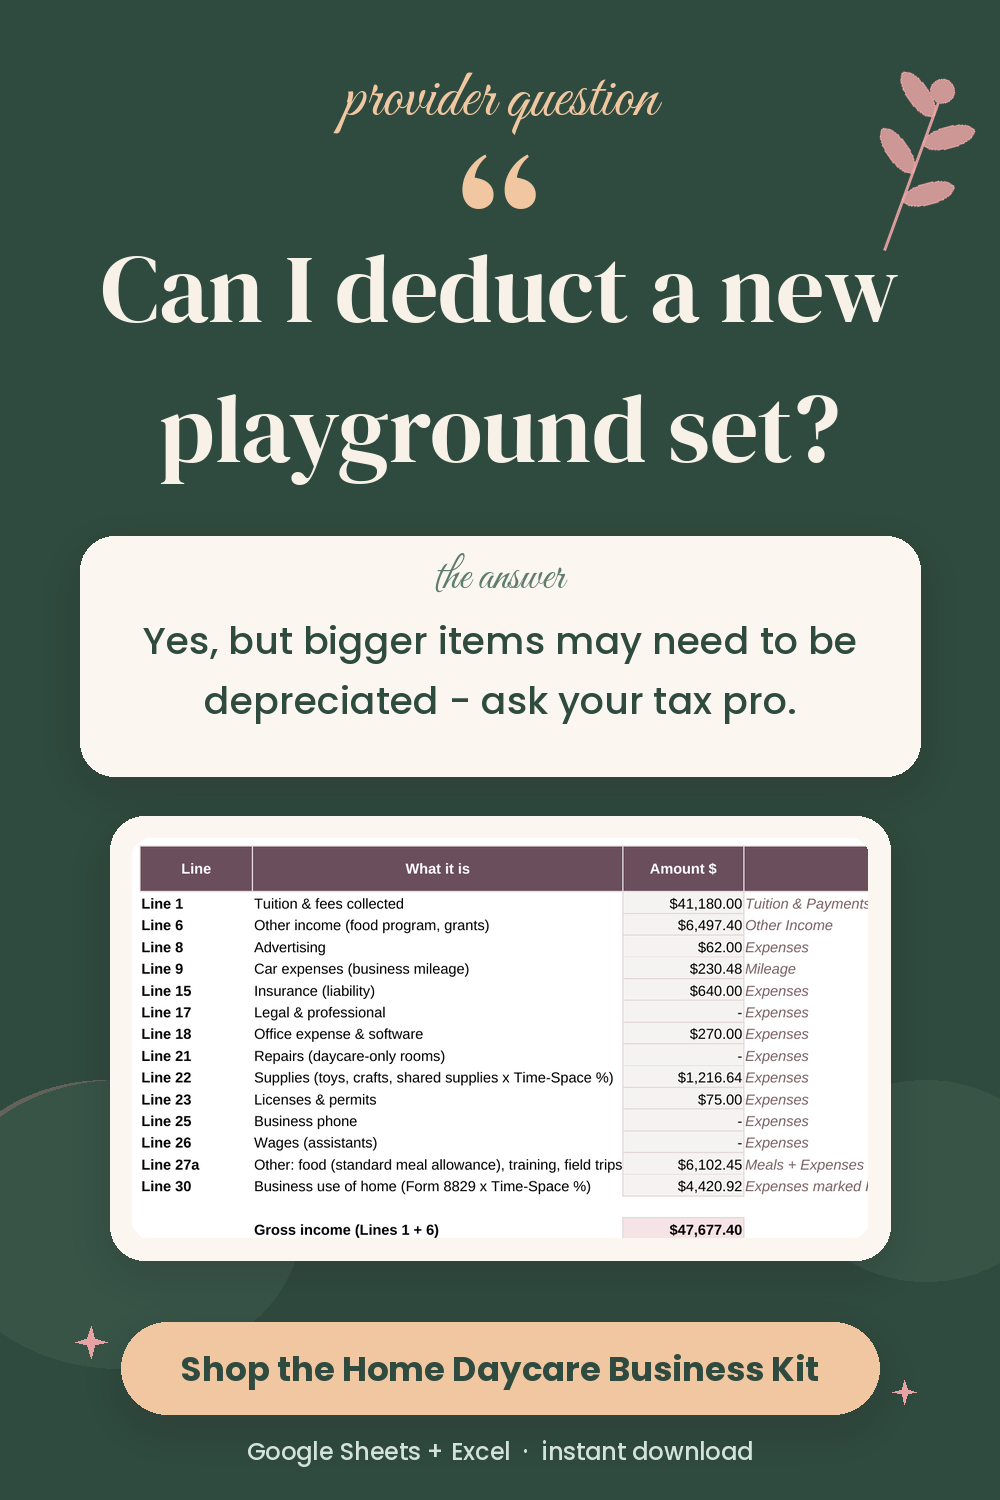 provider question
“
Can I deduct a new
playground set?
the answer
Yes, but bigger items may need to be
depreciated - ask your tax pro.
Line What it is Amount $
Line 1 Tuition & fees collected $41,180.00 Tuition & Payments
Line 6 Other income (food program, grants) $6,497.40 Other Income
Line 8 Advertising $62.00 Expenses
Line 9 Car expenses (business mileage) $230.48 Mileage
Line 15 Insurance (liability) $640.00 Expenses
Line 17 Legal & professional - Expenses
Line 18 Office expense & software $270.00 Expenses
Line 21 Repairs (daycare-only rooms) - Expenses
Line 22 Supplies (toys, crafts, shared supplies x Time-Space %) $1,216.64 Expenses
Line 23 Licenses & permits $75.00 Expenses
Line 25 Business phone - Expenses
Line 26 Wages (assistants) - Expenses
Line 27a Other: food (standard meal allowance), training, field trips $6,102.45 Meals + Expenses
Line 30 Business use of home (Form 8829 x Time-Space %) $4,420.92 Expenses marked
Gross income (Lines 1 + 6) $47,677.40
Shop the Home Daycare Business Kit
Google Sheets + Excel · instant download